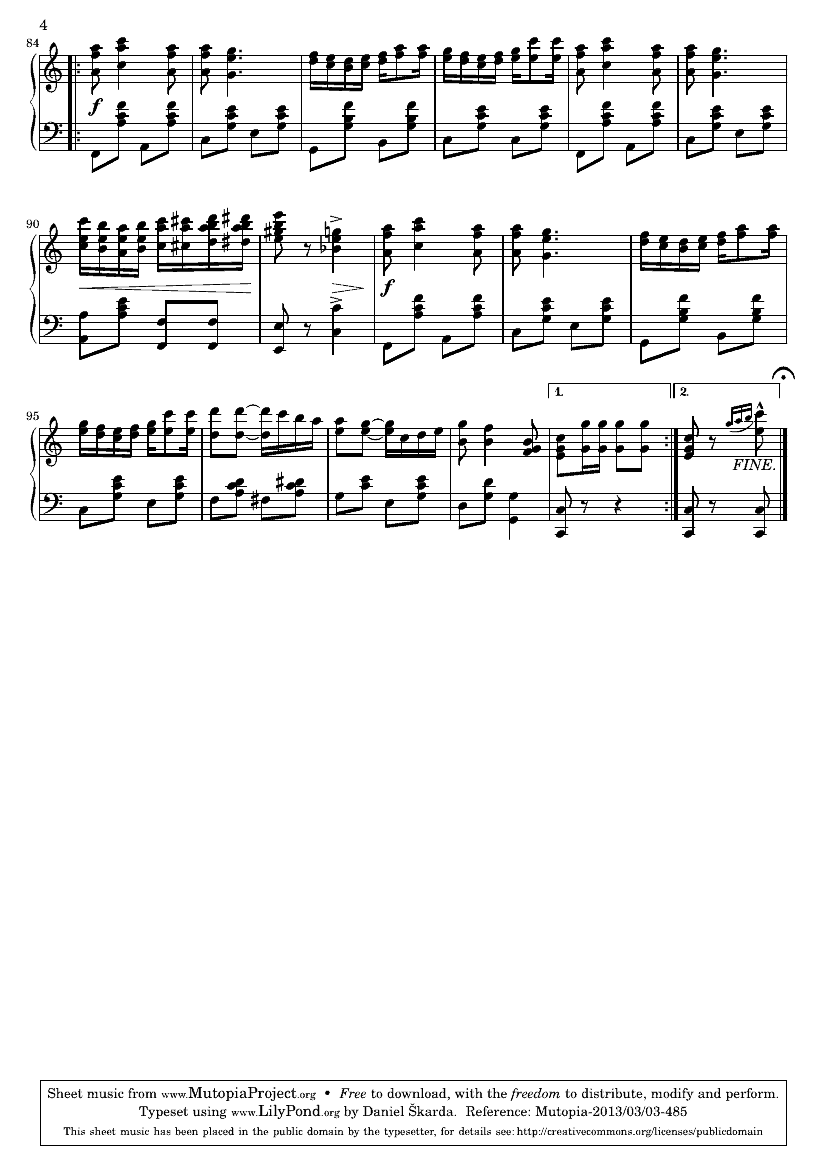 4
84
f
90
f
95
1.
2.
FINE.
Sheet music from www.MutopiaProject.org • Free to download, with the freedom to distribute, modify and perform.
Typeset using www.LilyPond.org by Daniel Škarda. Reference: Mutopia-2013/03/03-485
This sheet music has been placed in the public domain by the typesetter, for details see: http://creativecommons.org/licenses/publicdomain